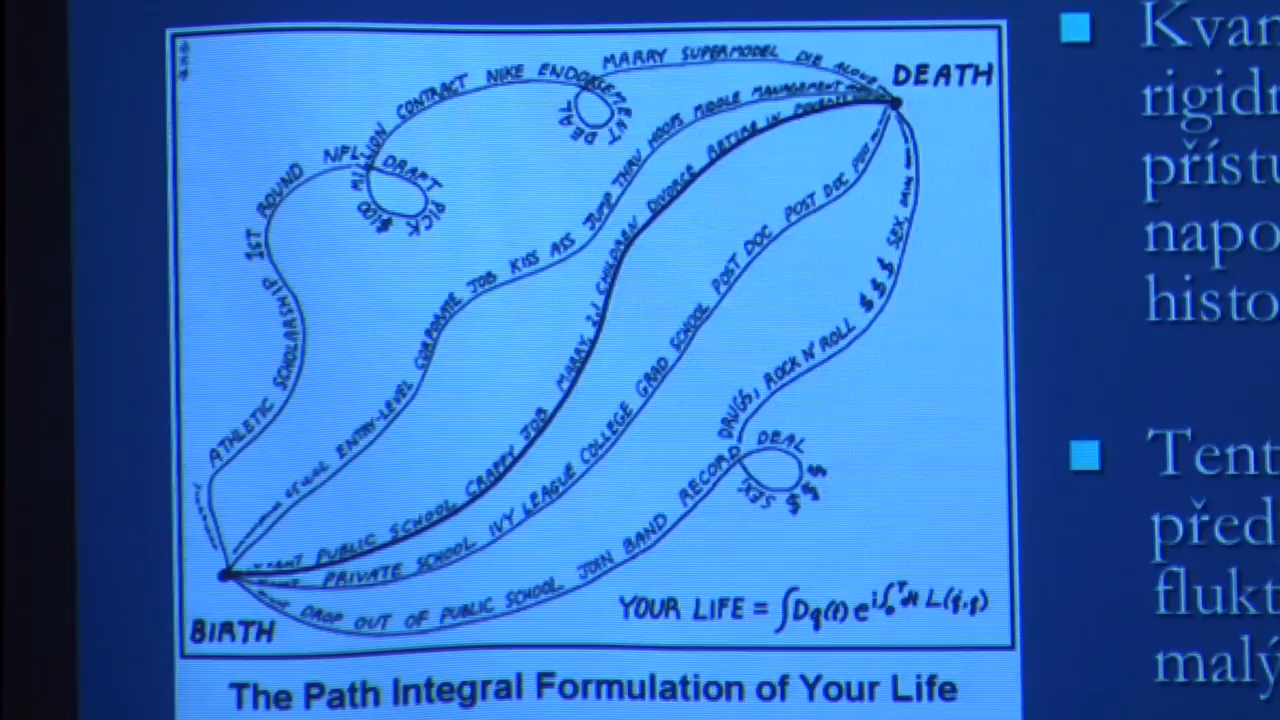 DEATH
ATHLETIC SCHOLARSHIP 1ST ROUND NFL DRAFT PICK $100 MILLION CONTRACT NIKE ENDORSEMENT DEAL MARRY SUPERMODEL DIE ALONE
ENTRY-LEVEL CORPORATE JOB KISS ASS JUMP THRU HOOPS MIDDLE MANAGEMENT
PUBLIC SCHOOL CRAPPY JOB MARRY, 2.1 CHILDREN DIVORCE RETIRE IN
PRIVATE SCHOOL IVY LEAGUE COLLEGE GRAD SCHOOL POST DOC POST DOC POST
DROP OUT OF PUBLIC SCHOOL JOIN BAND RECORD DEAL $$$ SEX DRUGS, ROCK N' ROLL $$$ SEX,
BIRTH
YOUR LIFE = ∫Dq(t) e^{i∫₀ᵀdt L(q̇,q)}
The Path Integral Formulation of Your Life
Kvan
rigidn
přístu
napo
histo
Tent
před
flukt
malý